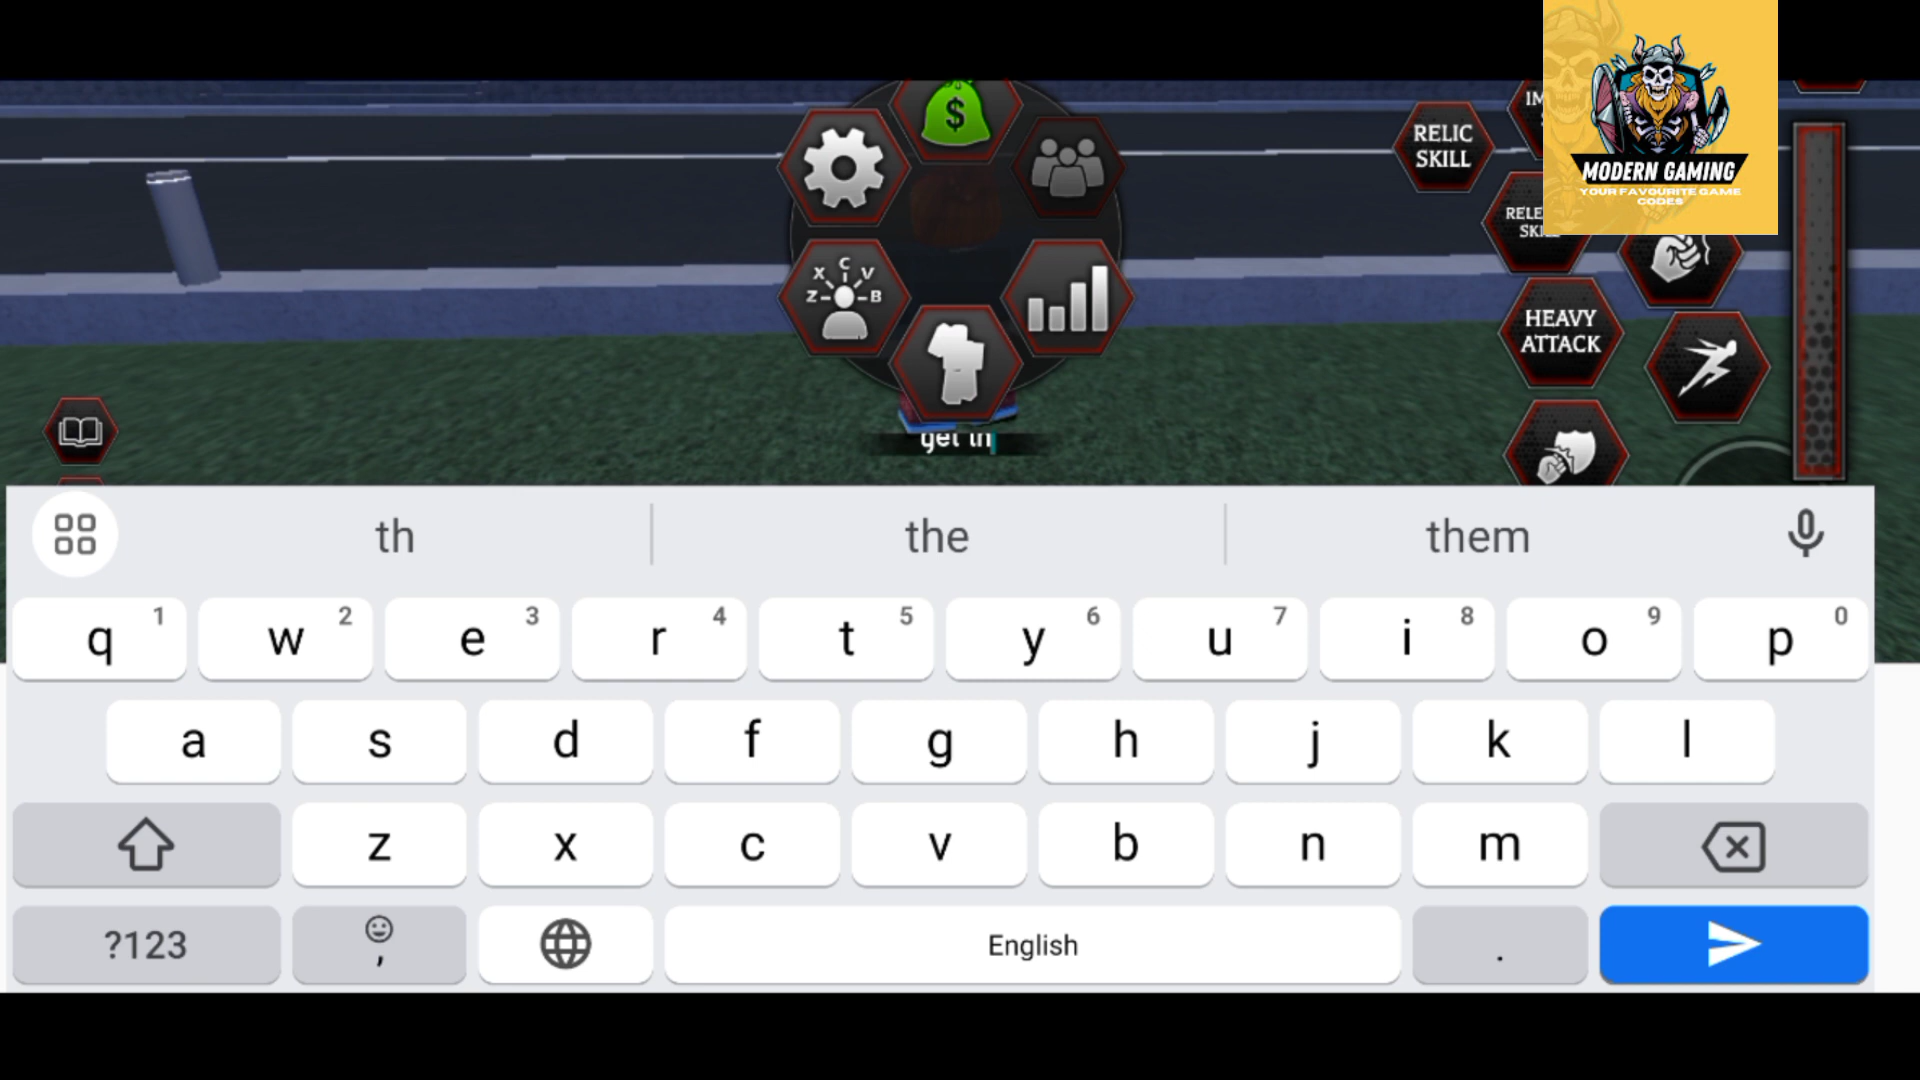 $
RELIC
SKILL
HEAVY
ATTACK
X C V
Z B
MODERN GAMING
YOUR FAVOURITE GAME
CODES
get th
th the them
q 1 w 2 e 3 r 4 t 5 y 6 u 7 i 8 o 9 p 0
a s d f g h j k l
z x c v b n m
?123 , English .